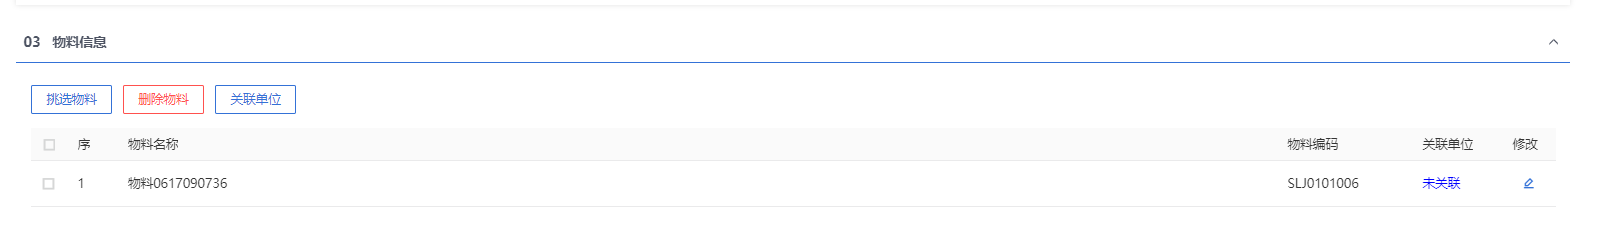 03 物料信息
挑选物料 删除物料 关联单位
序 物料名称 物料编码 关联单位 修改
1 物料0617090736 SLJ0101006 未关联